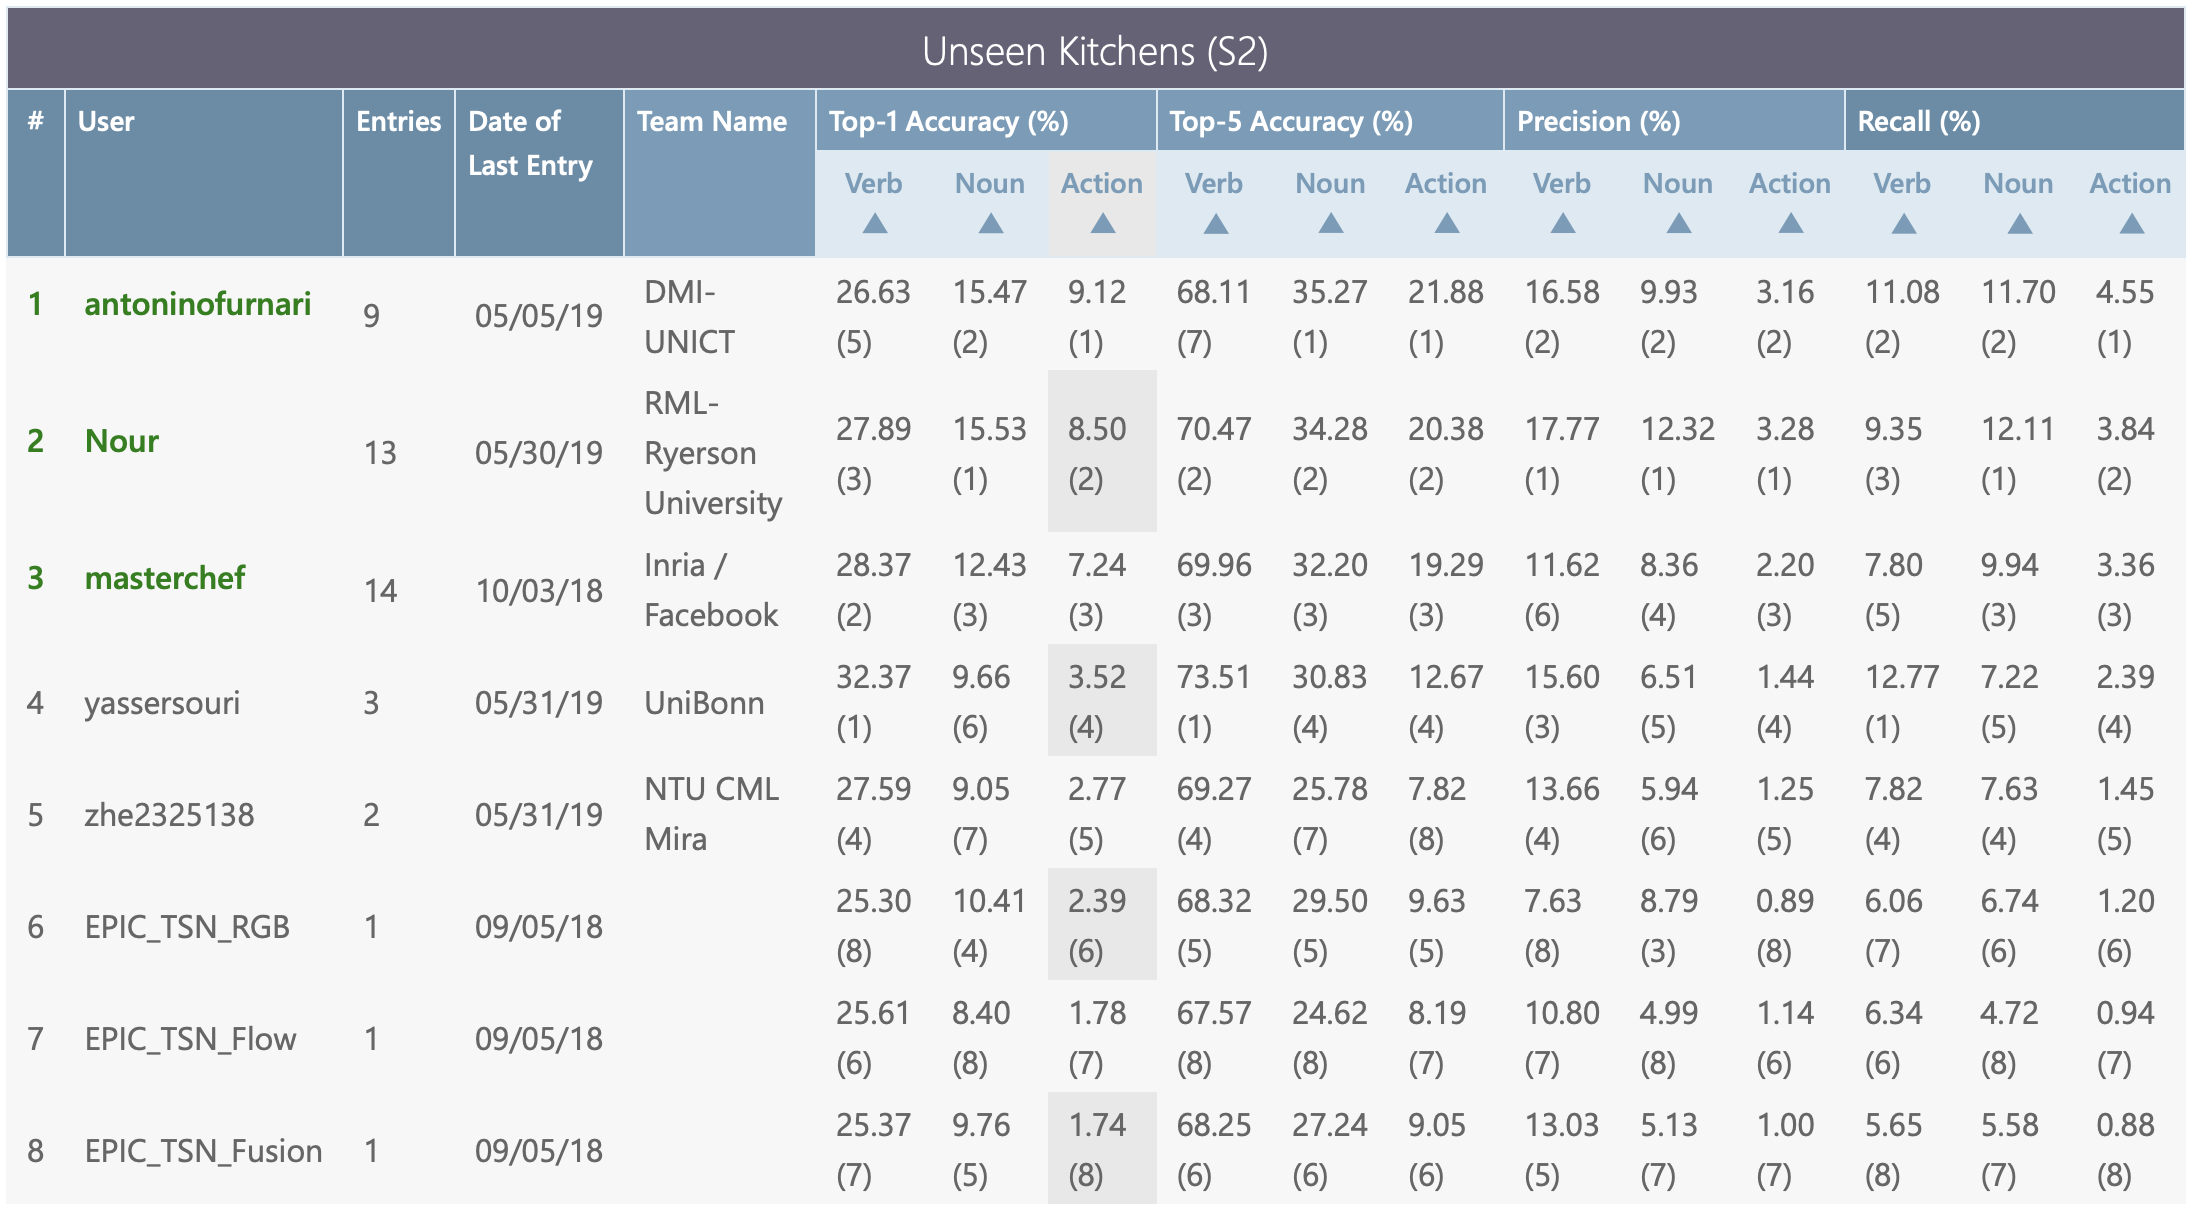 Unseen Kitchens (S2)
# User Entries Date of Last Entry Team Name Top-1 Accuracy (%) Top-5 Accuracy (%) Precision (%) Recall (%)
Verb Noun Action Verb Noun Action Verb Noun Action Verb Noun Action
▲ ▲ ▲ ▲ ▲ ▲ ▲ ▲ ▲ ▲ ▲ ▲
1 antoninofurnari 9 05/05/19 DMI-UNICT 26.63 15.47 9.12 68.11 35.27 21.88 16.58 9.93 3.16 11.08 11.70 4.55
(5) (2) (1) (7) (1) (1) (2) (2) (2) (2) (2) (1)
2 Nour 13 05/30/19 RML-Ryerson University 27.89 15.53 8.50 70.47 34.28 20.38 17.77 12.32 3.28 9.35 12.11 3.84
(3) (1) (2) (2) (2) (2) (1) (1) (1) (3) (1) (2)
3 masterchef 14 10/03/18 Inria / Facebook 28.37 12.43 7.24 69.96 32.20 19.29 11.62 8.36 2.20 7.80 9.94 3.36
(2) (3) (3) (3) (3) (3) (6) (4) (3) (5) (3) (3)
4 yassersouri 3 05/31/19 UniBonn 32.37 9.66 3.52 73.51 30.83 12.67 15.60 6.51 1.44 12.77 7.22 2.39
(1) (6) (4) (1) (4) (4) (3) (5) (4) (1) (5) (4)
5 zhe2325138 2 05/31/19 NTU CML Mira 27.59 9.05 2.77 69.27 25.78 7.82 13.66 5.94 1.25 7.82 7.63 1.45
(4) (7) (5) (4) (7) (8) (4) (6) (5) (4) (4) (5)
6 EPIC_TSN_RGB 1 09/05/18 25.30 10.41 2.39 68.32 29.50 9.63 7.63 8.79 0.89 6.06 6.74 1.20
(8) (4) (6) (5) (5) (5) (8) (3) (8) (7) (6) (6)
7 EPIC_TSN_Flow 1 09/05/18 25.61 8.40 1.78 67.57 24.62 8.19 10.80 4.99 1.14 6.34 4.72 0.94
(6) (8) (7) (8) (8) (7) (7) (8) (6) (6) (8) (7)
8 EPIC_TSN_Fusion 1 09/05/18 25.37 9.76 1.74 68.25 27.24 9.05 13.03 5.13 1.00 5.65 5.58 0.88
(7) (5) (8) (6) (6) (6) (5) (7) (7) (8) (7) (8)